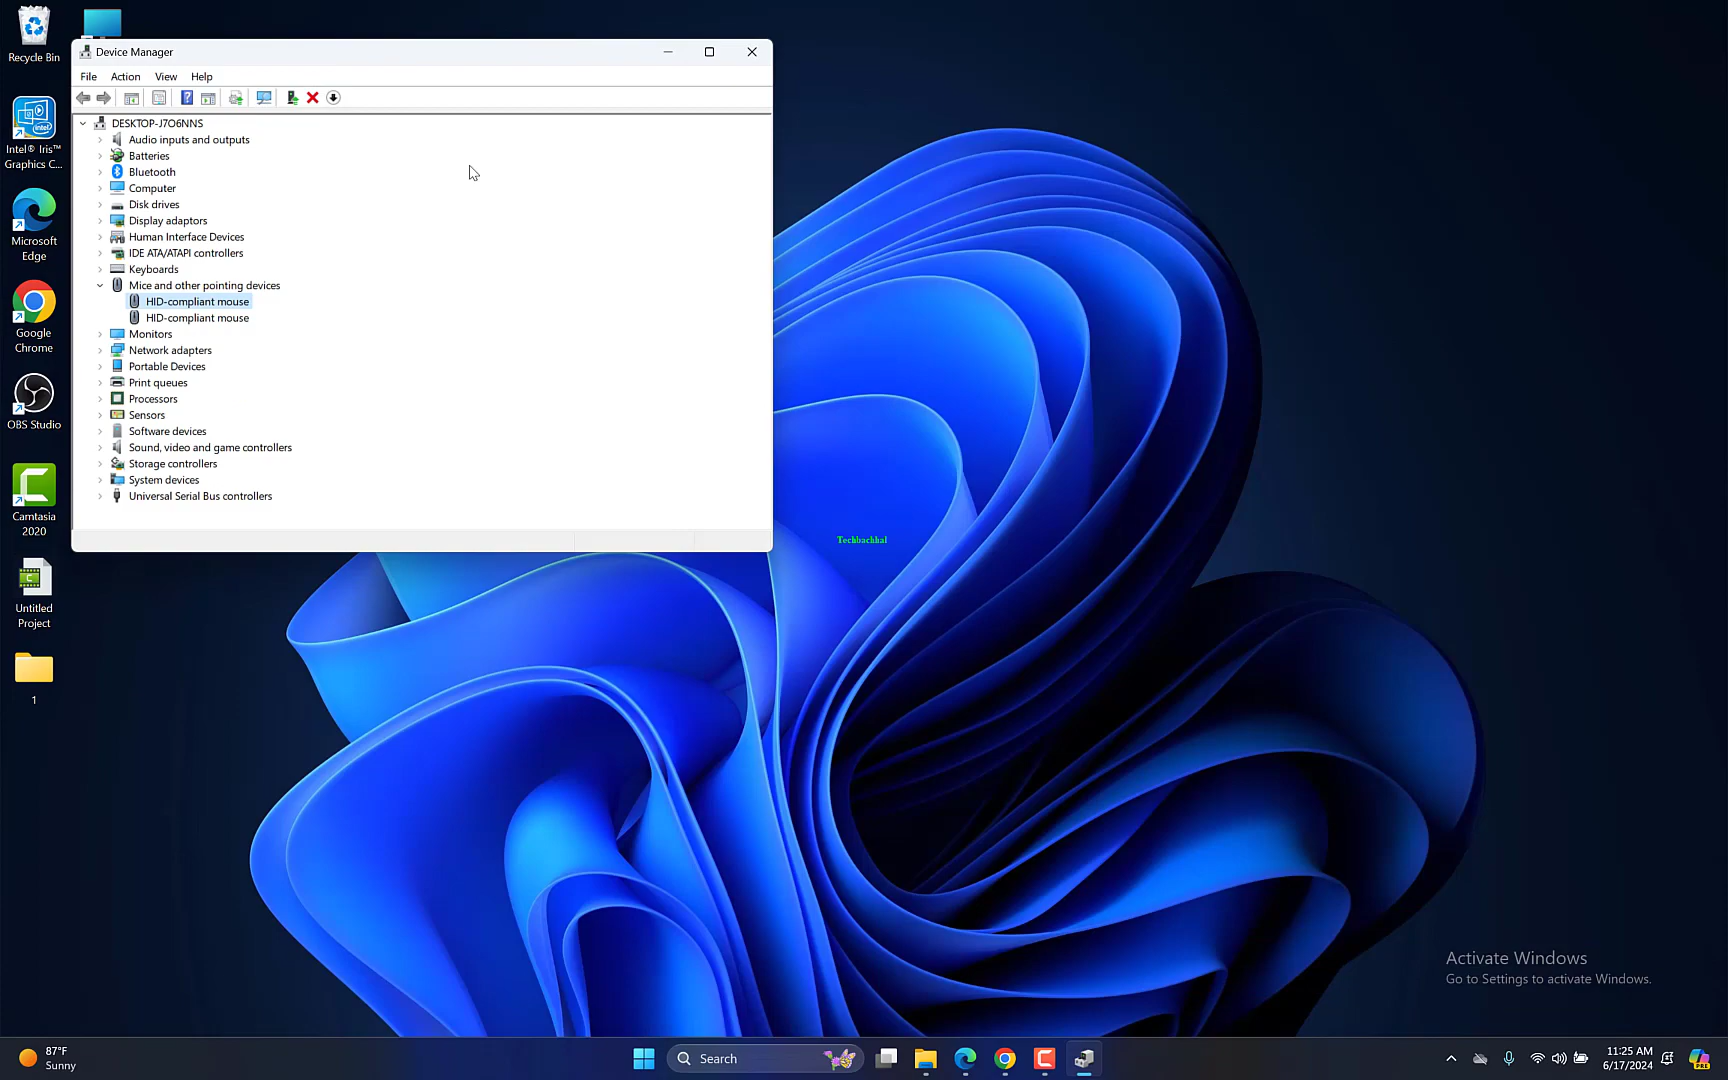 Recycle Bin
Intel® Iris™
Graphics C...
Microsoft
Edge
Google
Chrome
OBS Studio
Camtasia
2020
Untitled
Project
1
Device Manager
File Action View Help
DESKTOP-J7O6NNS
Audio inputs and outputs
Batteries
Bluetooth
Computer
Disk drives
Display adaptors
Human Interface Devices
IDE ATA/ATAPI controllers
Keyboards
Mice and other pointing devices
HID-compliant mouse
HID-compliant mouse
Monitors
Network adapters
Portable Devices
Print queues
Processors
Sensors
Software devices
Sound, video and game controllers
Storage controllers
System devices
Universal Serial Bus controllers
Techbachhal
Activate Windows
Go to Settings to activate Windows.
87°F
Sunny
Search
11:25 AM
6/17/2024
PRE